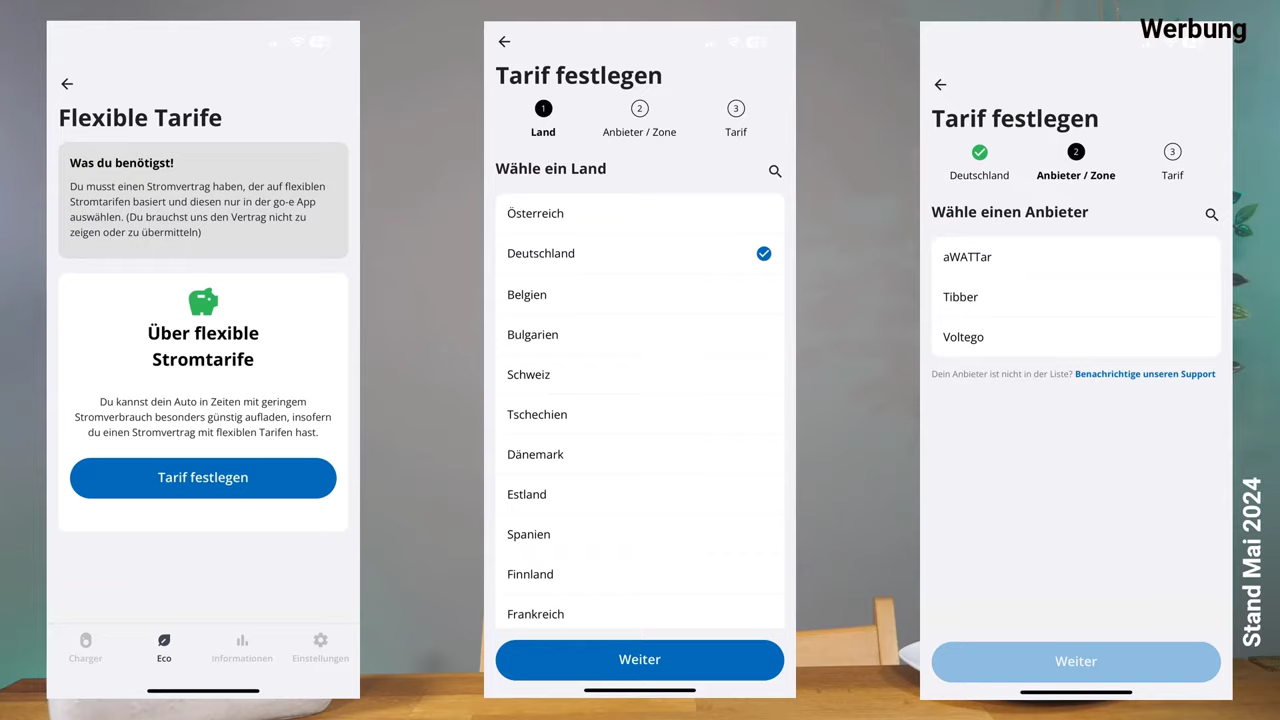 Werbung
Flexible Tarife
Was du benötigst!
Du musst einen Stromvertrag haben, der auf flexiblen
Stromtarifen basiert und diesen nur in der go-e App
auswählen. (Du brauchst uns den Vertrag nicht zu
zeigen oder zu übermitteln)
Über flexible
Stromtarife
Du kannst dein Auto in Zeiten mit geringem
Stromverbrauch besonders günstig aufladen, insofern
du einen Stromvertrag mit flexiblen Tarifen hast.
Tarif festlegen
Charger
Eco
Informationen
Einstellungen
Tarif festlegen
1
2
3
Land
Anbieter / Zone
Tarif
Wähle ein Land
Österreich
Deutschland
Belgien
Bulgarien
Schweiz
Tschechien
Dänemark
Estland
Spanien
Finnland
Frankreich
Weiter
Tarif festlegen
2
3
Deutschland
Anbieter / Zone
Tarif
Wähle einen Anbieter
aWATTar
Tibber
Voltego
Dein Anbieter ist nicht in der Liste? Benachrichtige unseren Support
Weiter
Stand Mai 2024